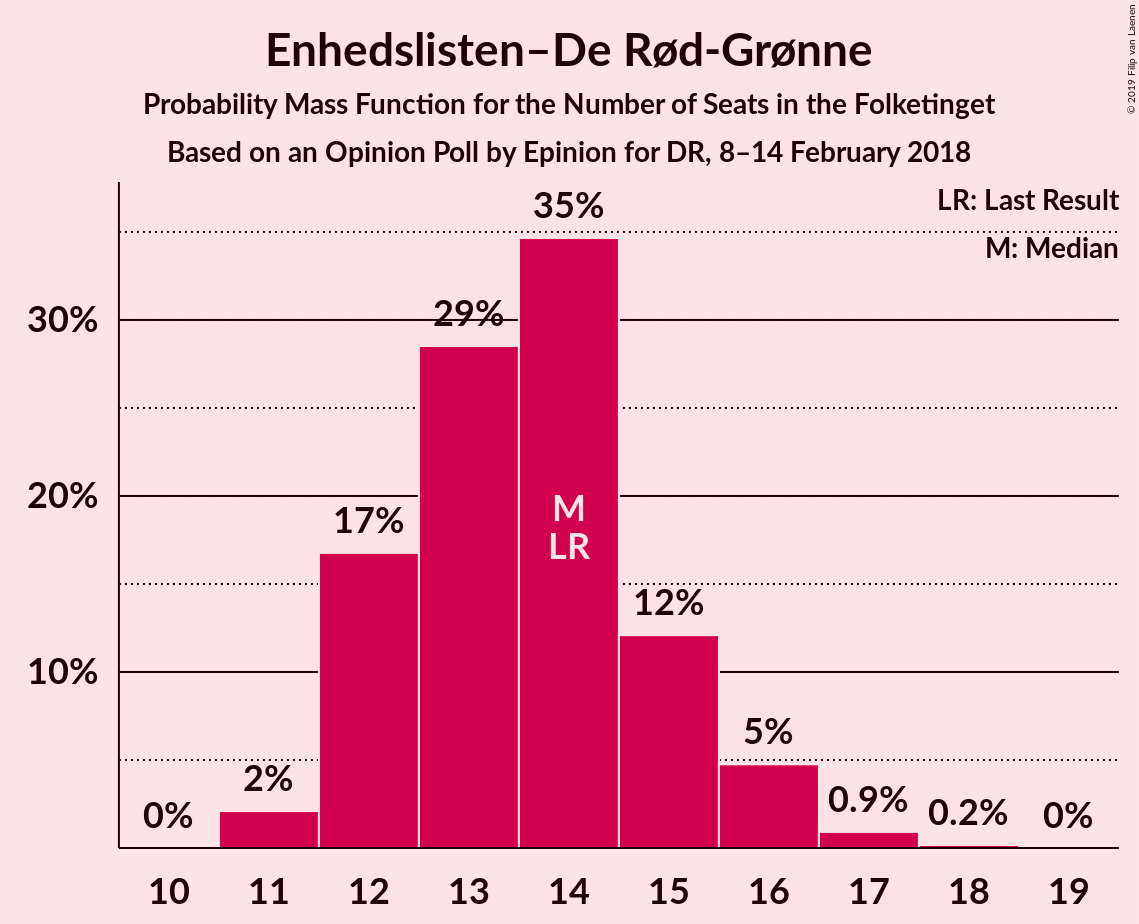 Enhedslisten–De Rød-Grønne
Probability Mass Function for the Number of Seats in the Folketinget
Based on an Opinion Poll by Epinion for DR, 8–14 February 2018
© 2019 Filip van Laenen
LR: Last Result
M: Median
35%
29%
30%
17%
20%
M
LR
12%
10%
5%
2%
0%
0.9%
0.2%
0%
10 11 12 13 14 15 16 17 18 19